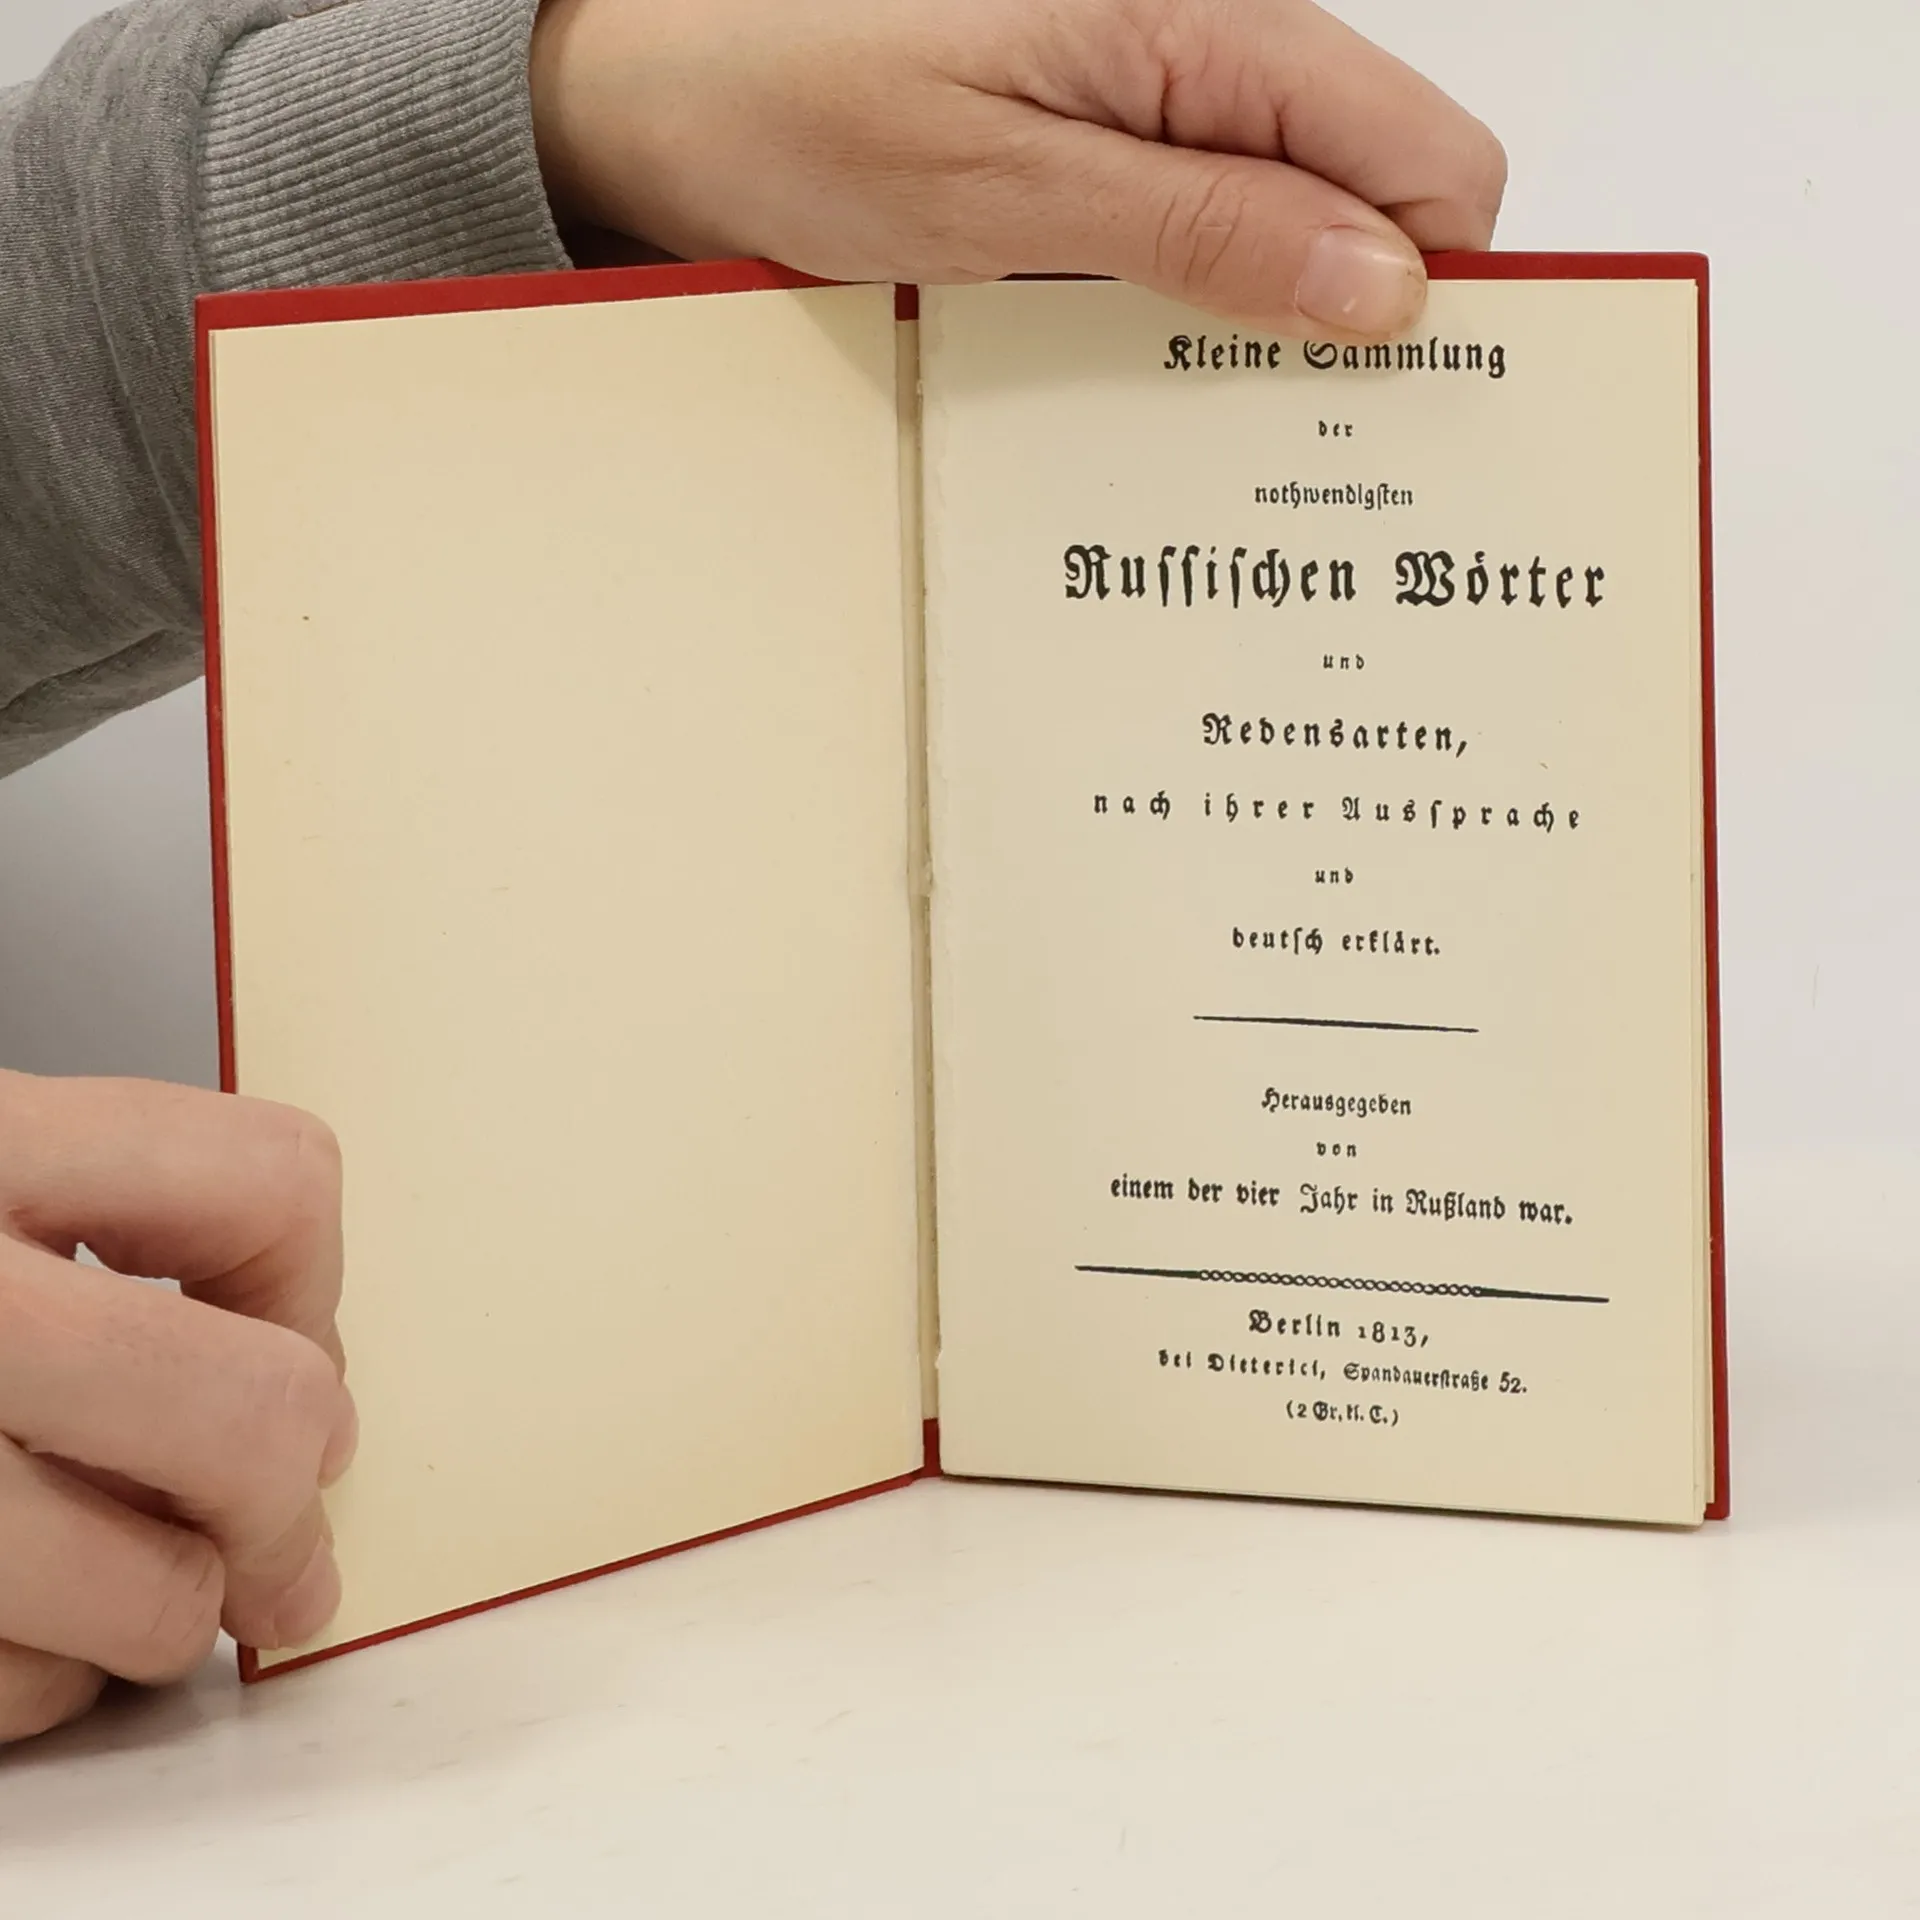 Kleine Sammlung
der
nothwendigsten
Russischen Wörter
und
Redensarten,
nach ihrer Aussprache
und
deutsch erklärt.
Herausgegeben
von
einem der vier Jahr in Rußland war.
Berlin 1813,
bei Dieterici, Spandauerstraße 52.
(2 Gr. kl. C.)